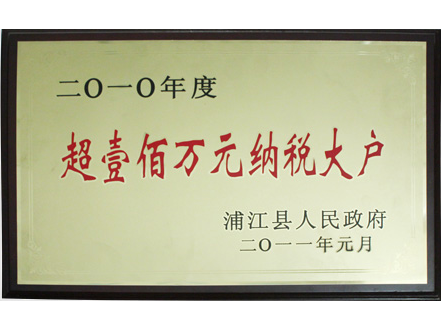 二〇一〇年度
超壹佰万元纳税大户
浦江县人民政府
二〇一一年元月